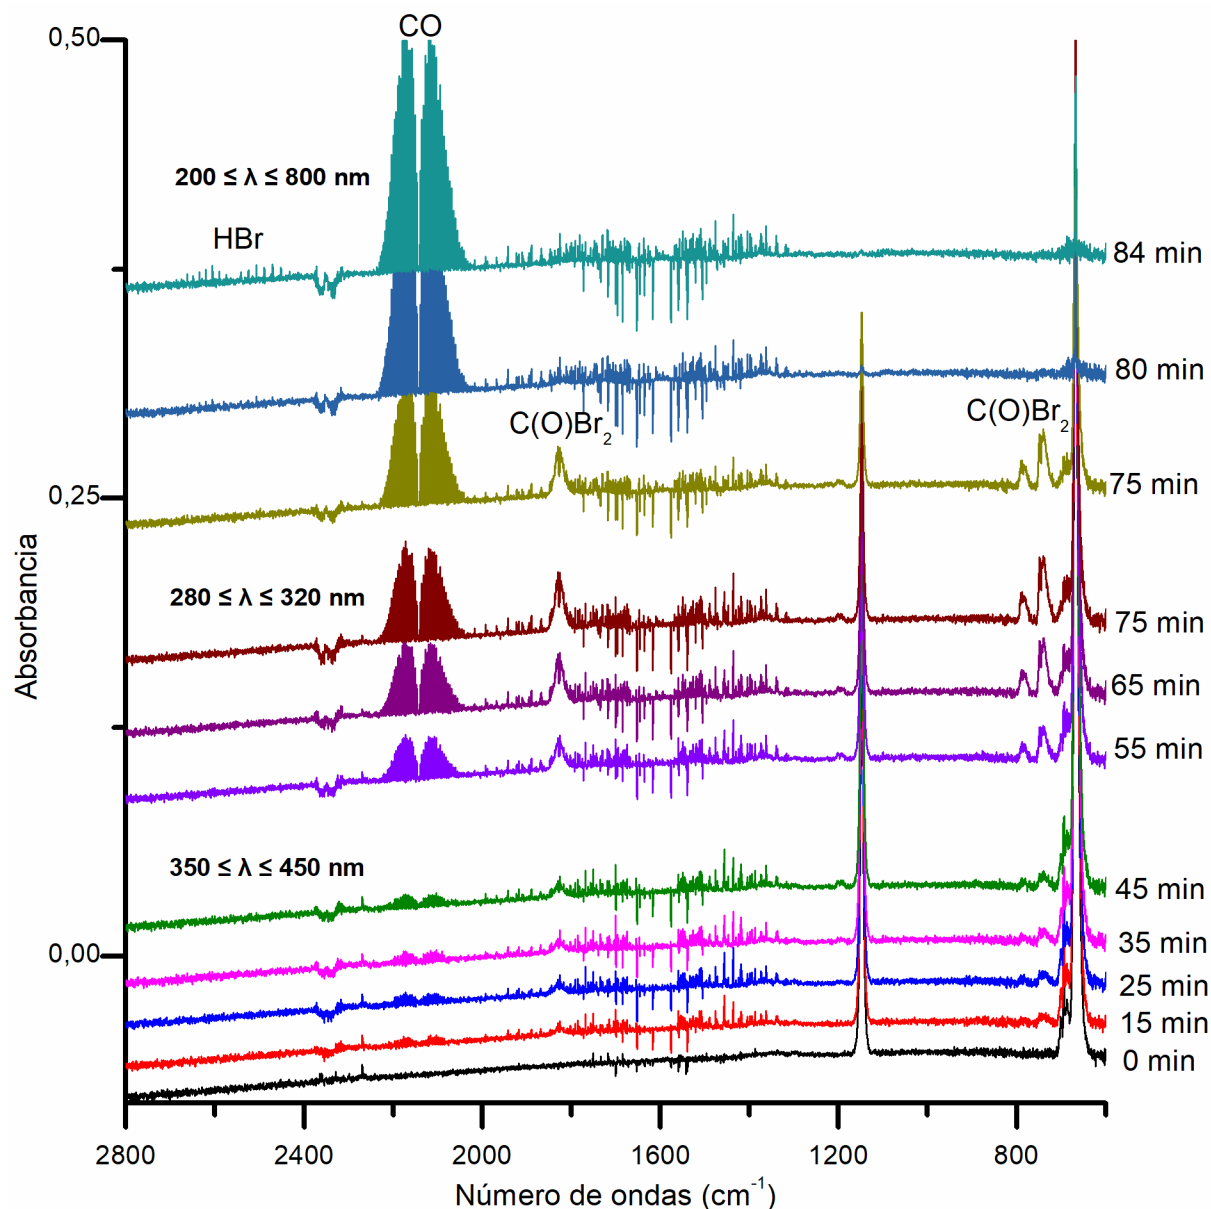 0,50
CO
200 ≤ λ ≤ 800 nm
HBr
84 min
80 min
C(O)Br₂
C(O)Br₂
0,25
75 min
280 ≤ λ ≤ 320 nm
75 min
65 min
55 min
350 ≤ λ ≤ 450 nm
45 min
0,00
35 min
25 min
15 min
0 min
Absorbancia
2800
2400
2000
1600
1200
800
Número de ondas (cm⁻¹)